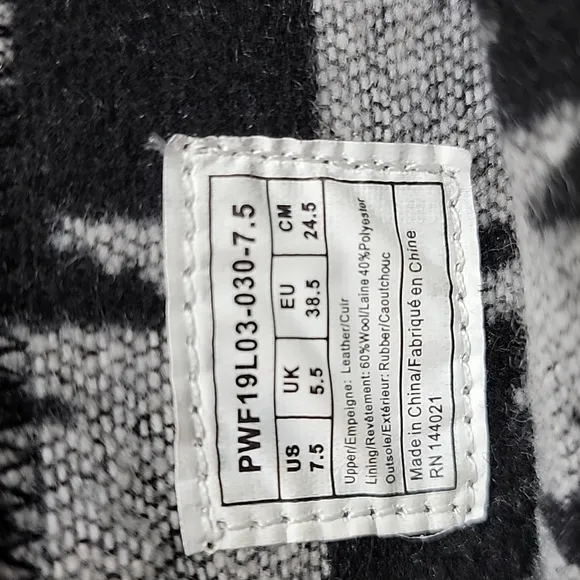 PWF19L03-030-7.5
US UK EU CM
7.5 5.5 38.5 24.5
Upper/Empeigne: Leather/Cuir
Lining/Revêtement: 60%Wool/Laine 40%Polyester
Outsole/Extérieur: Rubber/Caoutchouc
Made in China/Fabriqué en Chine
RN 144021